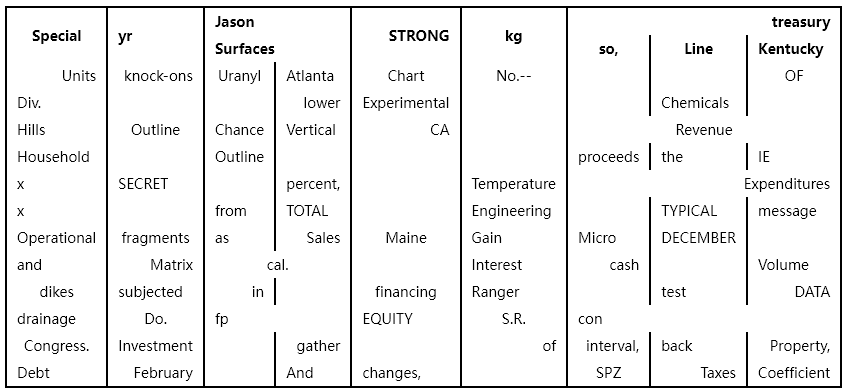 Jason treasury
Special yr STRONG kg
Surfaces so, Line Kentucky
Units knock-ons Uranyl Atlanta Chart No.-- OF
Div. lower Experimental Chemicals
Hills Outline Chance Vertical CA Revenue
Household Outline proceeds the IE
x SECRET percent, Temperature Expenditures
x from TOTAL Engineering TYPICAL message
Operational fragments as Sales Maine Gain Micro DECEMBER
and Matrix cal. Interest cash Volume
dikes subjected in financing Ranger test DATA
drainage Do. fp EQUITY S.R. con
Congress. Investment gather of interval, back Property,
Debt February And changes, SPZ Taxes Coefficient